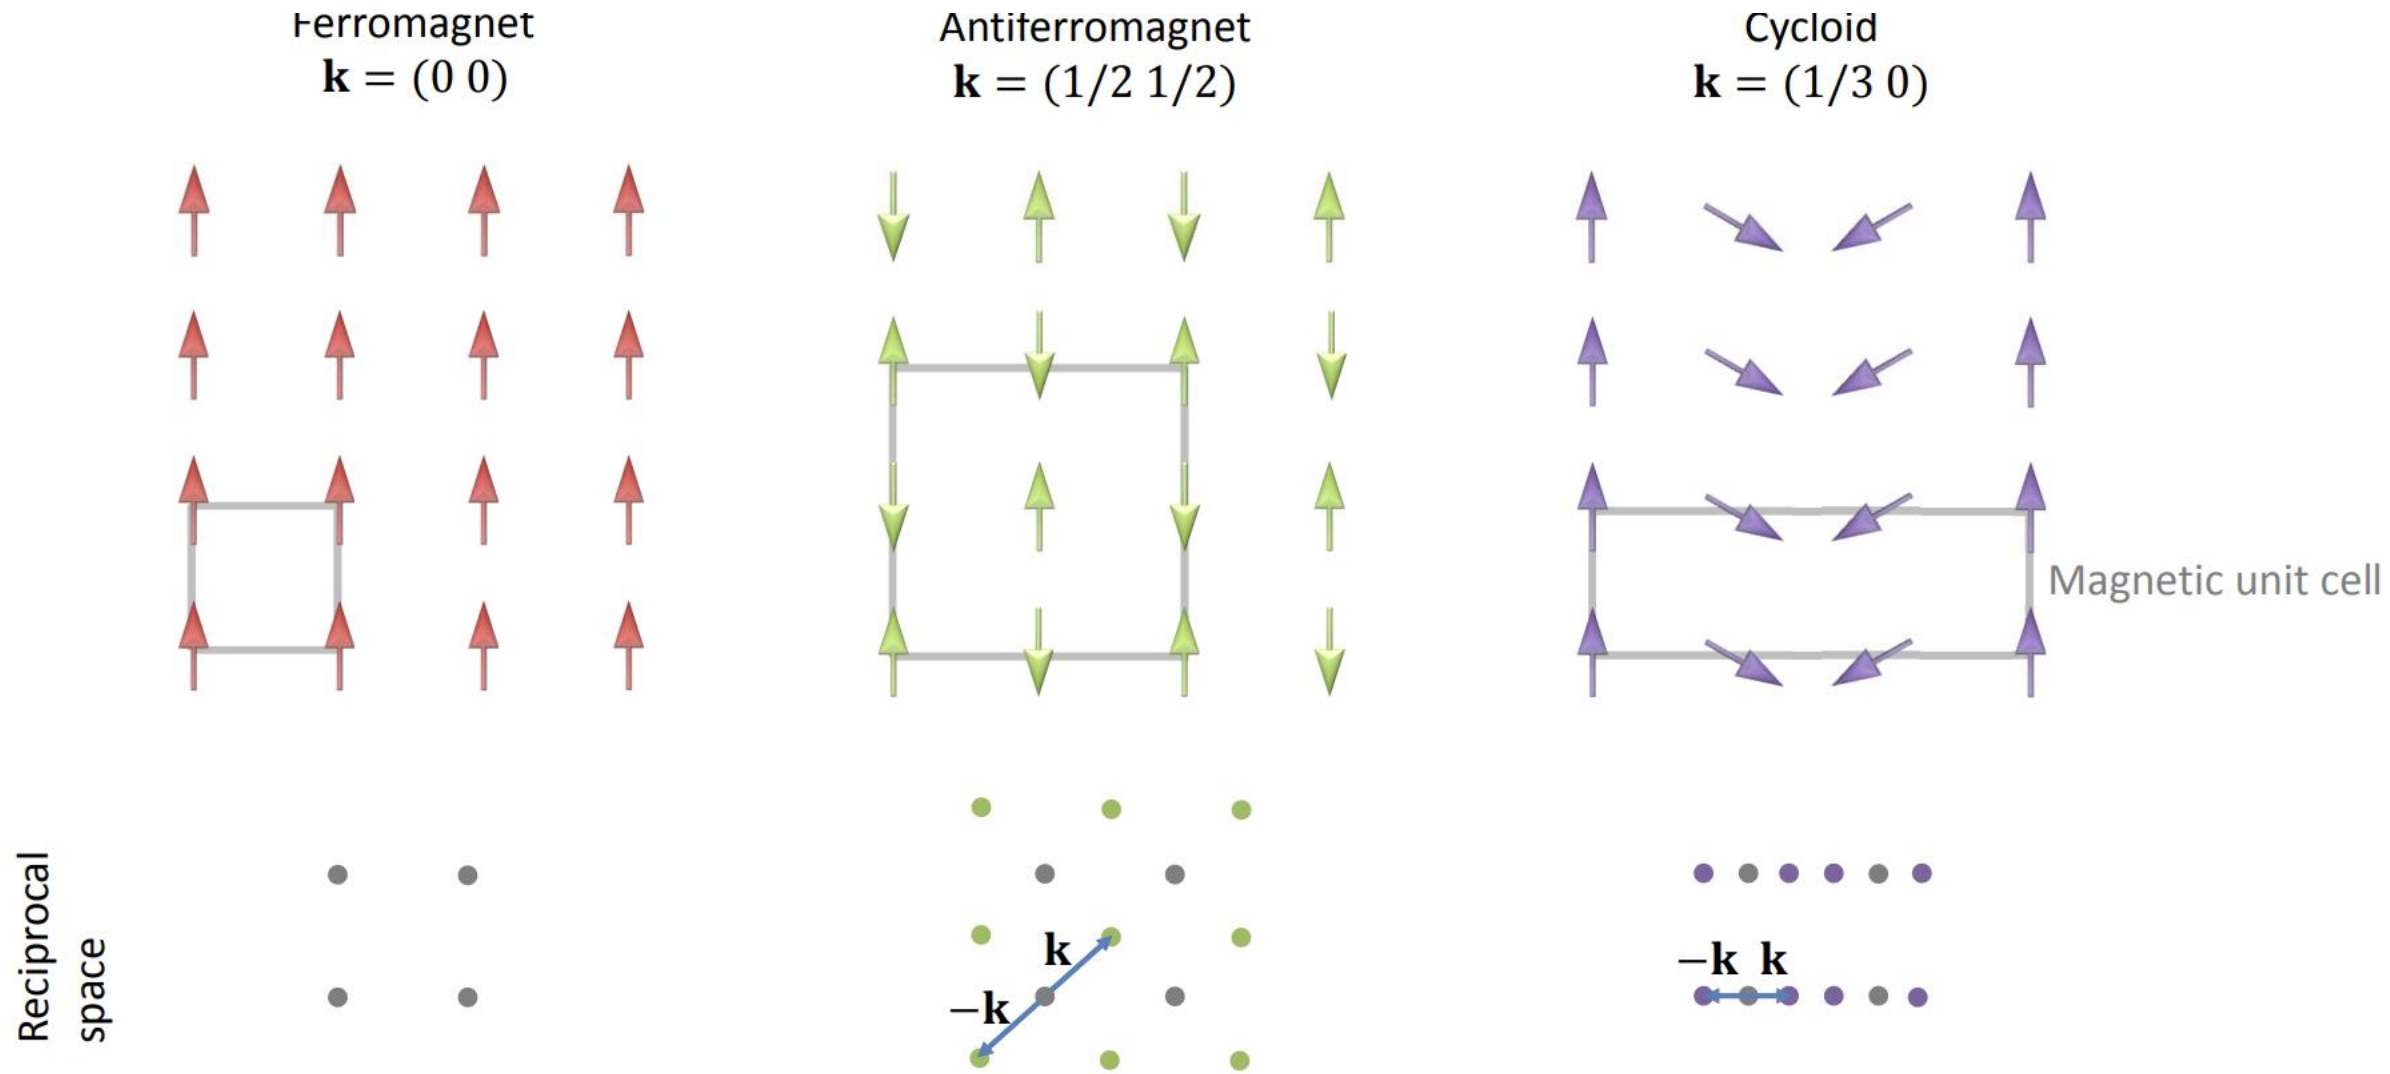 Ferromagnet
k = (0 0)
Antiferromagnet
k = (1/2 1/2)
Cycloid
k = (1/3 0)
Magnetic unit cell
Reciprocal
space
k
−k
−k k